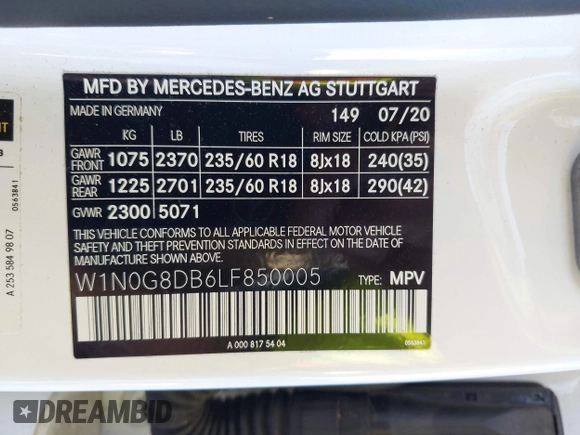 MFD BY MERCEDES-BENZ AG STUTTGART
MADE IN GERMANY 149 07/20
KG LB TIRES RIM SIZE COLD KPA(PSI)
GAWR FRONT 1075 2370 235/60 R18 8Jx18 240(35)
GAWR REAR 1225 2701 235/60 R18 8Jx18 290(42)
GVWR 2300 5071
THIS VEHICLE CONFORMS TO ALL APPLICABLE FEDERAL MOTOR VEHICLE
SAFETY AND THEFT PREVENTION STANDARDS IN EFFECT ON THE DATE
OF MANUFACTURE SHOWN ABOVE.
W1N0G8DB6LF850005 TYPE: MPV
A 000 817 54 04 0563841
A 253 584 98 07
0563841
DREAMBID